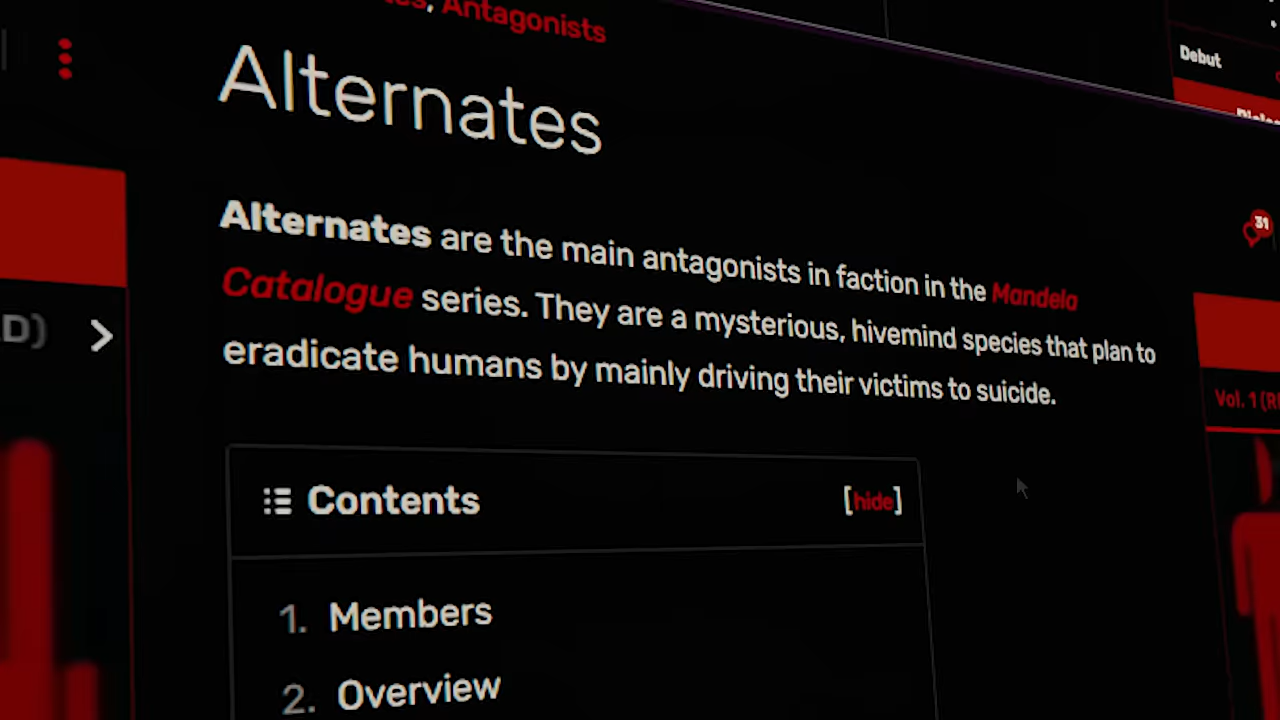 Antagonists
Debut
Alternates
31
Alternates are the main antagonists in faction in the Mandela
Catalogue series. They are a mysterious, hivemind species that plan to
eradicate humans by mainly driving their victims to suicide.
D)
Vol. 1
Contents [hide]
1. Members
2. Overview